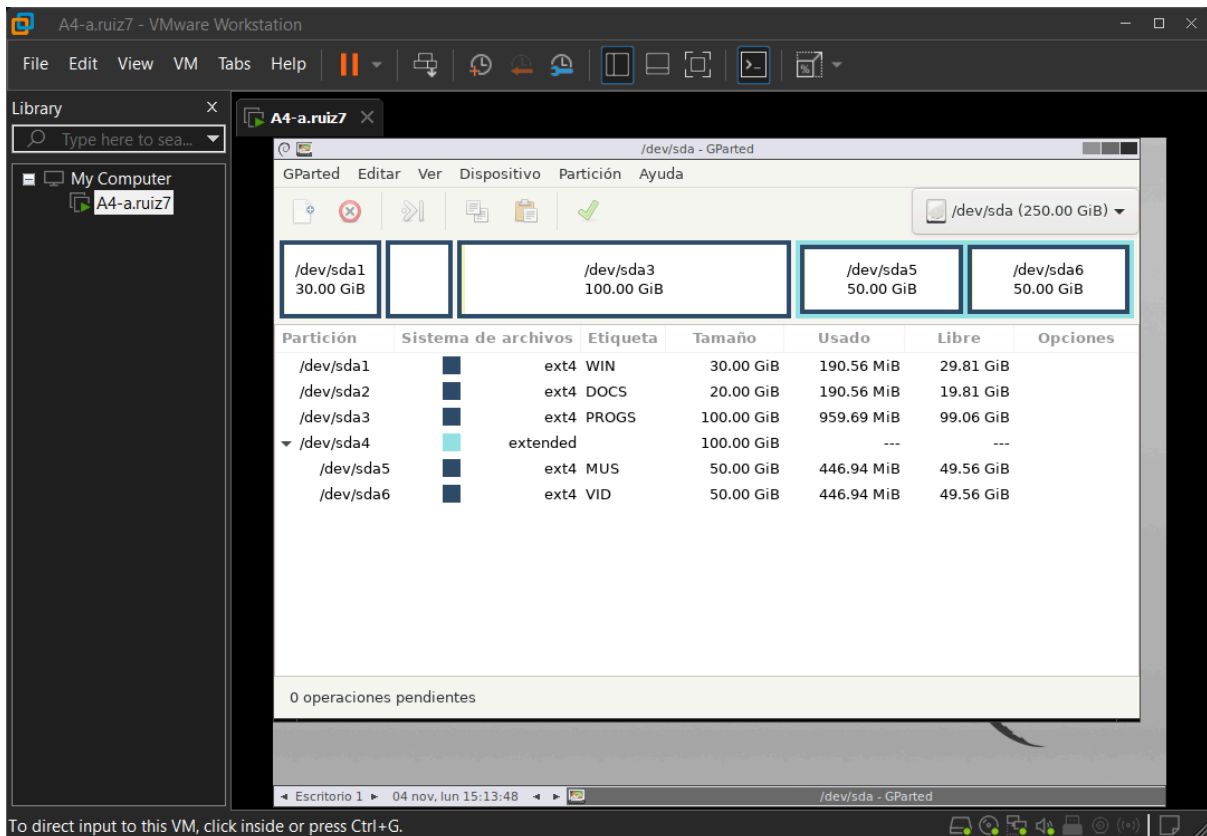 A4-a.ruiz7 - VMware Workstation
File Edit View VM Tabs Help
Library X
Type here to sea...
My Computer
A4-a.ruiz7
A4-a.ruiz7
/dev/sda - GParted
GParted Editar Ver Dispositivo Partición Ayuda
/dev/sda (250.00 GiB)
/dev/sda1
30.00 GiB
/dev/sda3
100.00 GiB
/dev/sda5
50.00 GiB
/dev/sda6
50.00 GiB
Partición Sistema de archivos Etiqueta Tamaño Usado Libre Opciones
/dev/sda1 ext4 WIN 30.00 GiB 190.56 MiB 29.81 GiB
/dev/sda2 ext4 DOCS 20.00 GiB 190.56 MiB 19.81 GiB
/dev/sda3 ext4 PROGS 100.00 GiB 959.69 MiB 99.06 GiB
/dev/sda4 extended 100.00 GiB --- ---
/dev/sda5 ext4 MUS 50.00 GiB 446.94 MiB 49.56 GiB
/dev/sda6 ext4 VID 50.00 GiB 446.94 MiB 49.56 GiB
0 operaciones pendientes
Escritorio 1 04 nov, lun 15:13:48 /dev/sda - GParted
To direct input to this VM, click inside or press Ctrl+G.